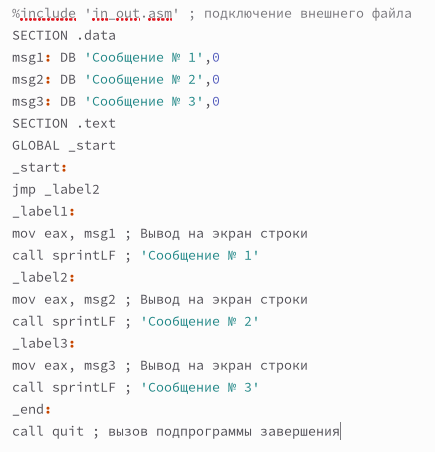 %include 'in_out.asm' ; подключение внешнего файла
SECTION .data
msg1: DB 'Сообщение № 1',0
msg2: DB 'Сообщение № 2',0
msg3: DB 'Сообщение № 3',0
SECTION .text
GLOBAL _start
_start:
jmp _label2
_label1:
mov eax, msg1 ; Вывод на экран строки
call sprintLF ; 'Сообщение № 1'
_label2:
mov eax, msg2 ; Вывод на экран строки
call sprintLF ; 'Сообщение № 2'
_label3:
mov eax, msg3 ; Вывод на экран строки
call sprintLF ; 'Сообщение № 3'
_end:
call quit ; вызов подпрограммы завершения